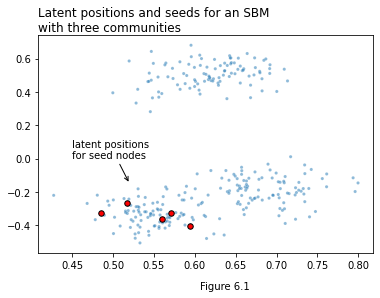 Latent positions and seeds for an SBM
with three communities
0.6
0.4
0.2
0.0
−0.2
−0.4
latent positions
for seed nodes
0.45 0.50 0.55 0.60 0.65 0.70 0.75 0.80
Figure 6.1